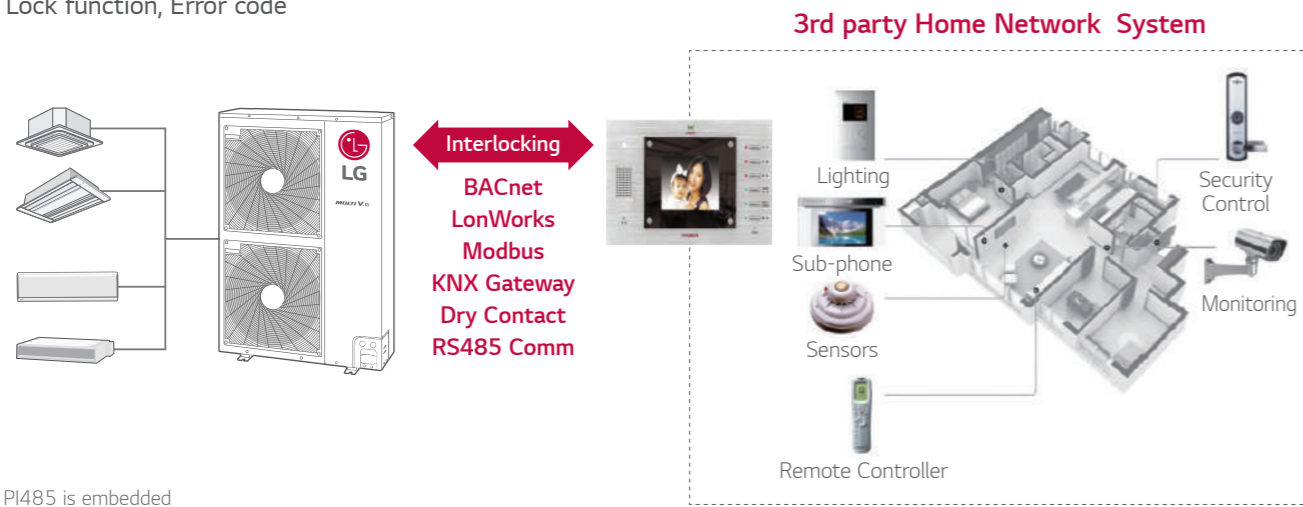 Lock function, Error code
3rd party Home Network System
LG
MULTI V
Interlocking
BACnet
LonWorks
Modbus
KNX Gateway
Dry Contact
RS485 Comm
Lighting
Sub-phone
Sensors
Remote Controller
Security
Control
Monitoring
PI485 is embedded